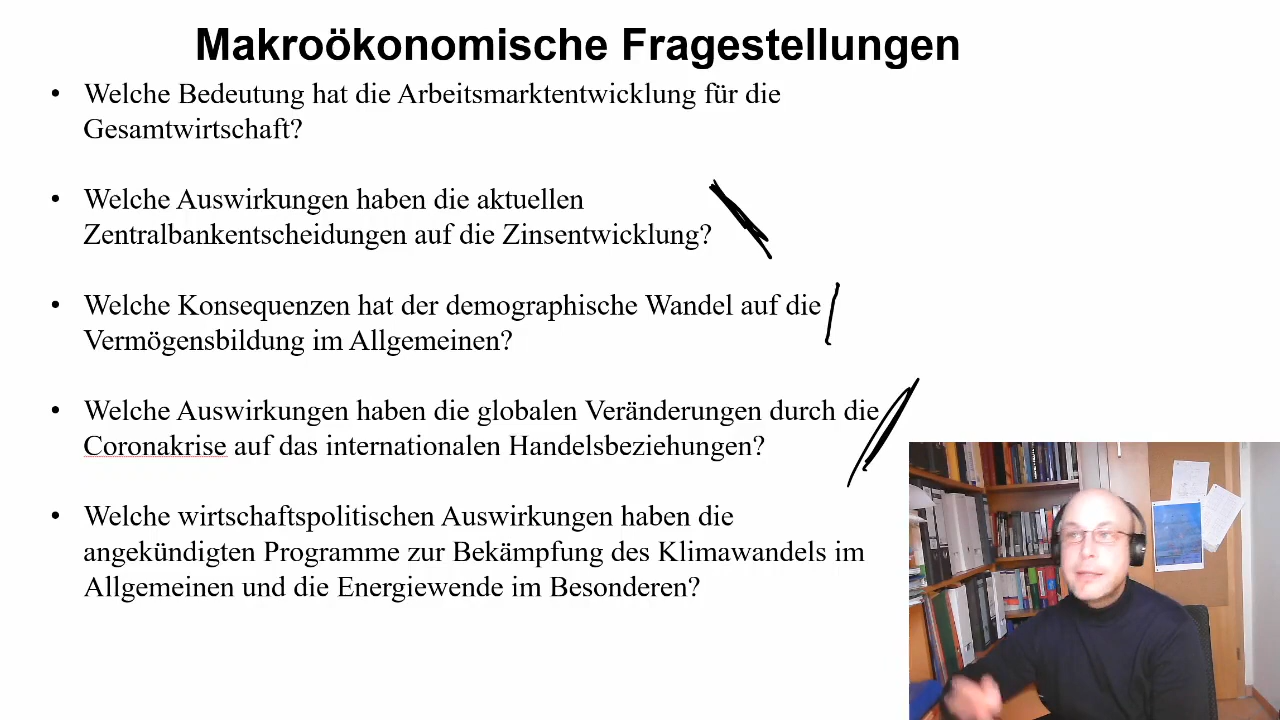 Makroökonomische Fragestellungen
• Welche Bedeutung hat die Arbeitsmarktentwicklung für die
Gesamtwirtschaft?
• Welche Auswirkungen haben die aktuellen
Zentralbankentscheidungen auf die Zinsentwicklung?
• Welche Konsequenzen hat der demographische Wandel auf die
Vermögensbildung im Allgemeinen?
• Welche Auswirkungen haben die globalen Veränderungen durch die
Coronakrise auf das internationalen Handelsbeziehungen?
• Welche wirtschaftspolitischen Auswirkungen haben die
angekündigten Programme zur Bekämpfung des Klimawandels im
Allgemeinen und die Energiewende im Besonderen?